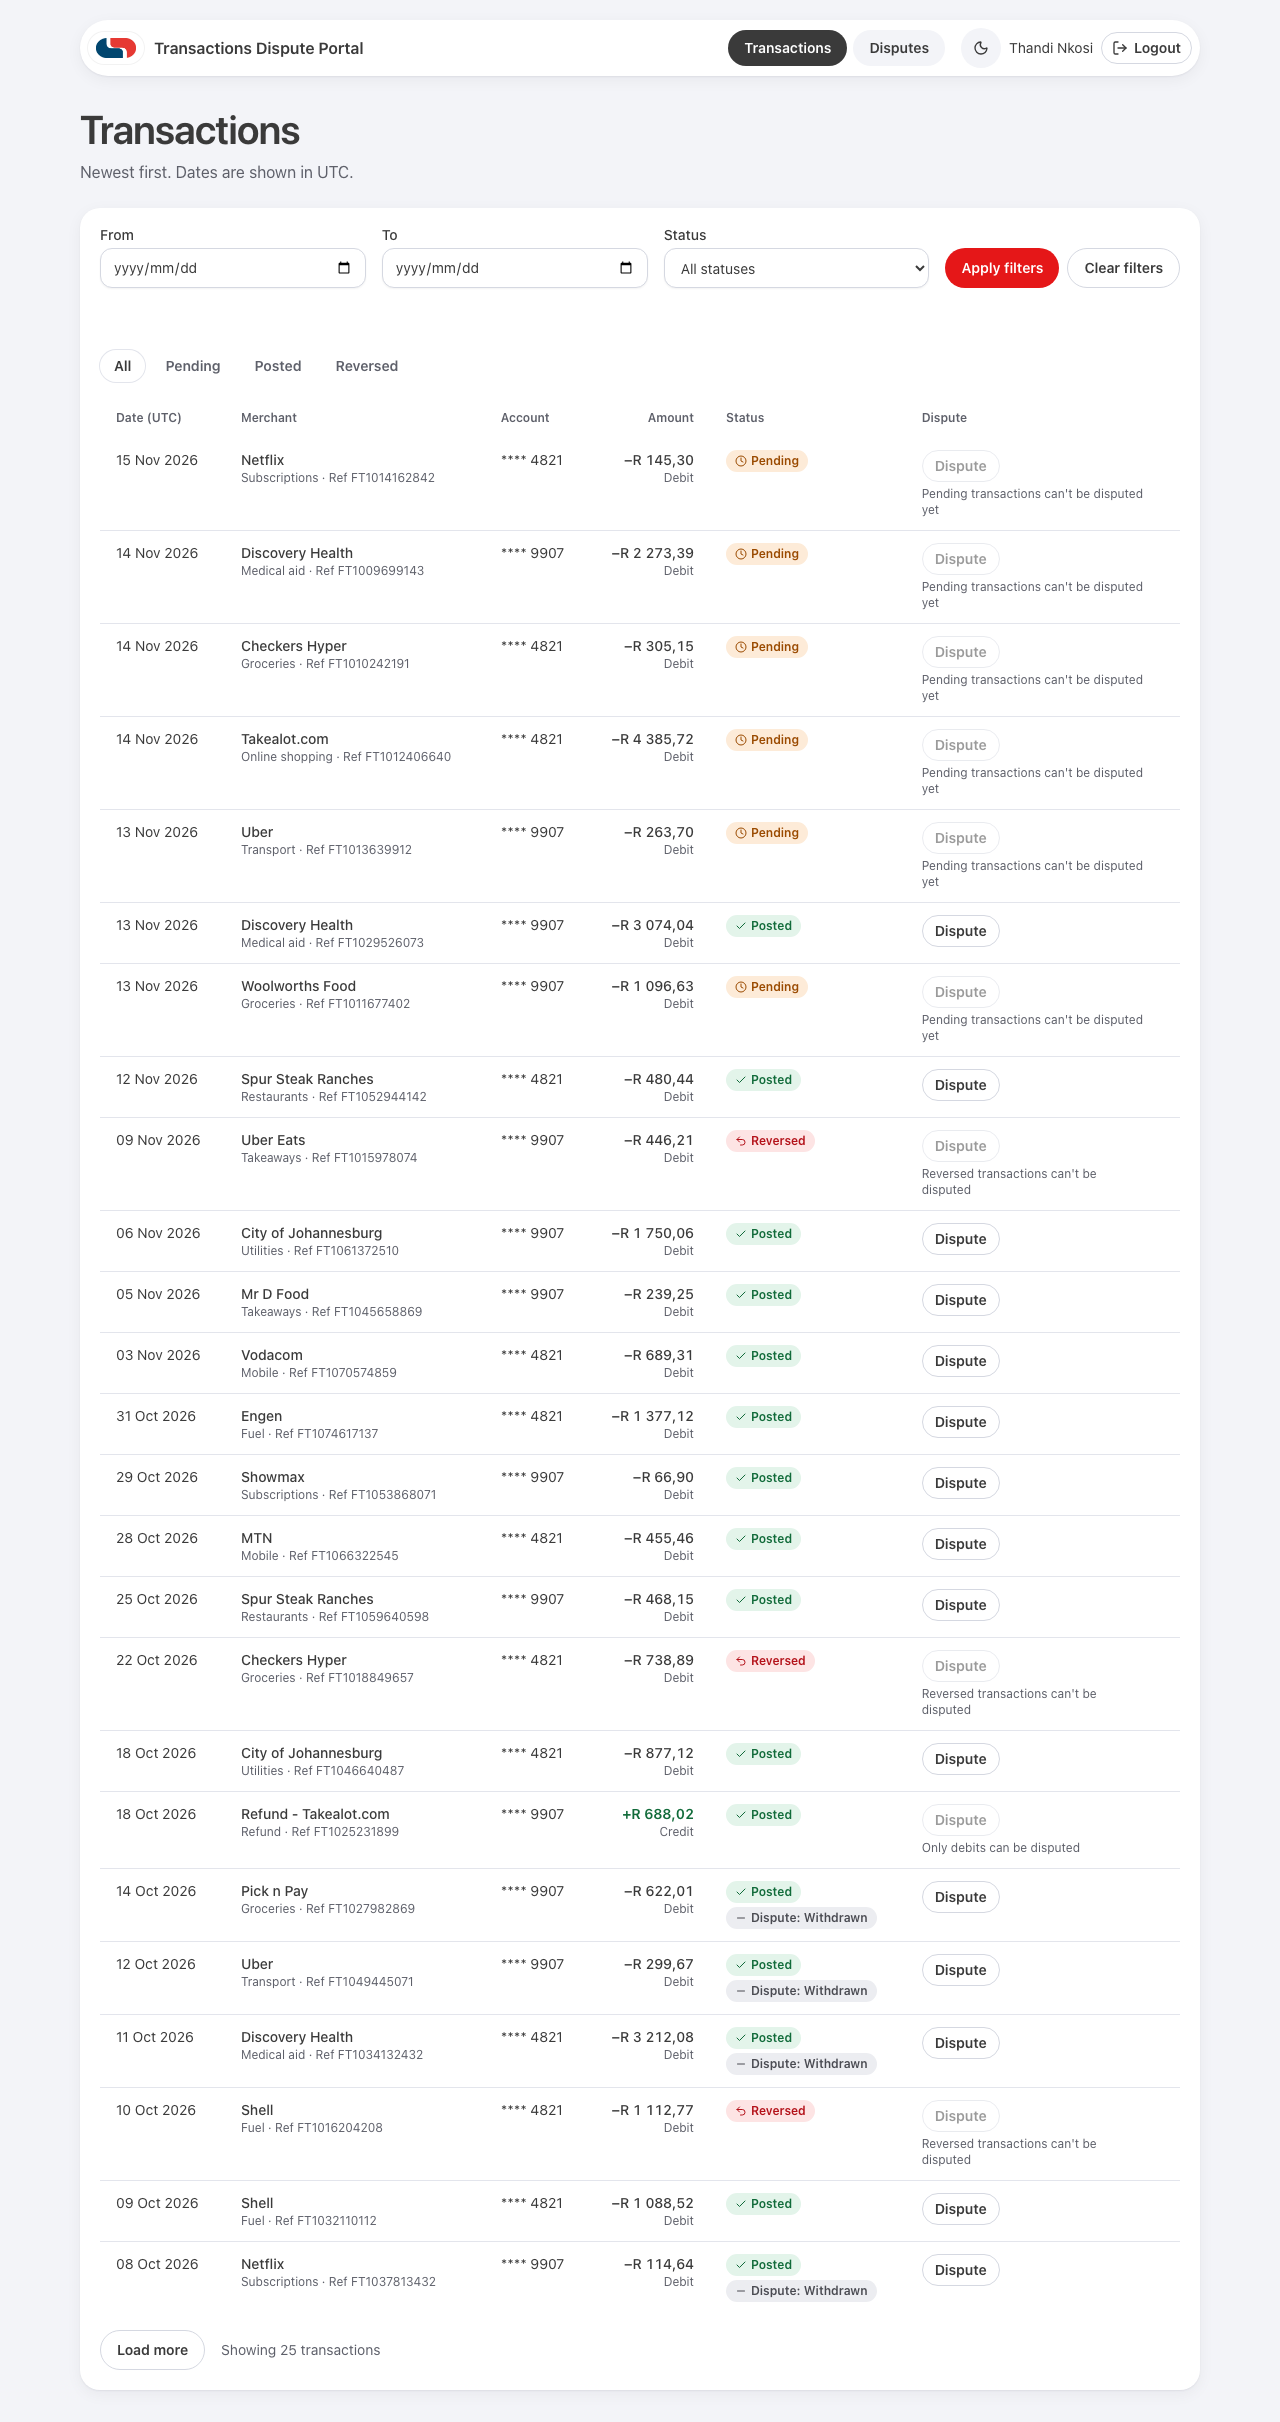 Transactions Dispute Portal
Transactions
Disputes
Thandi Nkosi
Logout
Transactions
Newest first. Dates are shown in UTC.
From
To
Status
yyyy/mm/dd
yyyy/mm/dd
All statuses
Apply filters
Clear filters
All
Pending
Posted
Reversed
Date (UTC) Merchant Account Amount Status Dispute
15 Nov 2026 Netflix **** 4821 −R 145,30 Pending Dispute
Subscriptions · Ref FT1014162842 Debit
Pending transactions can't be disputed
yet
14 Nov 2026 Discovery Health **** 9907 −R 2 273,39 Pending Dispute
Medical aid · Ref FT1009699143 Debit
Pending transactions can't be disputed
yet
14 Nov 2026 Checkers Hyper **** 4821 −R 305,15 Pending Dispute
Groceries · Ref FT1010242191 Debit
Pending transactions can't be disputed
yet
14 Nov 2026 Takealot.com **** 4821 −R 4 385,72 Pending Dispute
Online shopping · Ref FT1012406640 Debit
Pending transactions can't be disputed
yet
13 Nov 2026 Uber **** 9907 −R 263,70 Pending Dispute
Transport · Ref FT1013639912 Debit
Pending transactions can't be disputed
yet
13 Nov 2026 Discovery Health **** 9907 −R 3 074,04 Posted Dispute
Medical aid · Ref FT1029526073 Debit
13 Nov 2026 Woolworths Food **** 9907 −R 1 096,63 Pending Dispute
Groceries · Ref FT1011677402 Debit
Pending transactions can't be disputed
yet
12 Nov 2026 Spur Steak Ranches **** 4821 −R 480,44 Posted Dispute
Restaurants · Ref FT1052944142 Debit
09 Nov 2026 Uber Eats **** 9907 −R 446,21 Reversed Dispute
Takeaways · Ref FT1015978074 Debit
Reversed transactions can't be
disputed
06 Nov 2026 City of Johannesburg **** 9907 −R 1 750,06 Posted Dispute
Utilities · Ref FT1061372510 Debit
05 Nov 2026 Mr D Food **** 9907 −R 239,25 Posted Dispute
Takeaways · Ref FT1045658869 Debit
03 Nov 2026 Vodacom **** 4821 −R 689,31 Posted Dispute
Mobile · Ref FT1070574859 Debit
31 Oct 2026 Engen **** 4821 −R 1 377,12 Posted Dispute
Fuel · Ref FT1074617137 Debit
29 Oct 2026 Showmax **** 9907 −R 66,90 Posted Dispute
Subscriptions · Ref FT1053868071 Debit
28 Oct 2026 MTN **** 4821 −R 455,46 Posted Dispute
Mobile · Ref FT1066322545 Debit
25 Oct 2026 Spur Steak Ranches **** 9907 −R 468,15 Posted Dispute
Restaurants · Ref FT1059640598 Debit
22 Oct 2026 Checkers Hyper **** 4821 −R 738,89 Reversed Dispute
Groceries · Ref FT1018849657 Debit
Reversed transactions can't be
disputed
18 Oct 2026 City of Johannesburg **** 4821 −R 877,12 Posted Dispute
Utilities · Ref FT1046640487 Debit
18 Oct 2026 Refund - Takealot.com **** 9907 +R 688,02 Posted Dispute
Refund · Ref FT1025231899 Credit
Only debits can be disputed
14 Oct 2026 Pick n Pay **** 9907 −R 622,01 Posted Dispute
Groceries · Ref FT1027982869 Debit
Dispute: Withdrawn
12 Oct 2026 Uber **** 9907 −R 299,67 Posted Dispute
Transport · Ref FT1049445071 Debit
Dispute: Withdrawn
11 Oct 2026 Discovery Health **** 4821 −R 3 212,08 Posted Dispute
Medical aid · Ref FT1034132432 Debit
Dispute: Withdrawn
10 Oct 2026 Shell **** 4821 −R 1 112,77 Reversed Dispute
Fuel · Ref FT1016204208 Debit
Reversed transactions can't be
disputed
09 Oct 2026 Shell **** 4821 −R 1 088,52 Posted Dispute
Fuel · Ref FT1032110112 Debit
08 Oct 2026 Netflix **** 9907 −R 114,64 Posted Dispute
Subscriptions · Ref FT1037813432 Debit
Dispute: Withdrawn
Load more
Showing 25 transactions